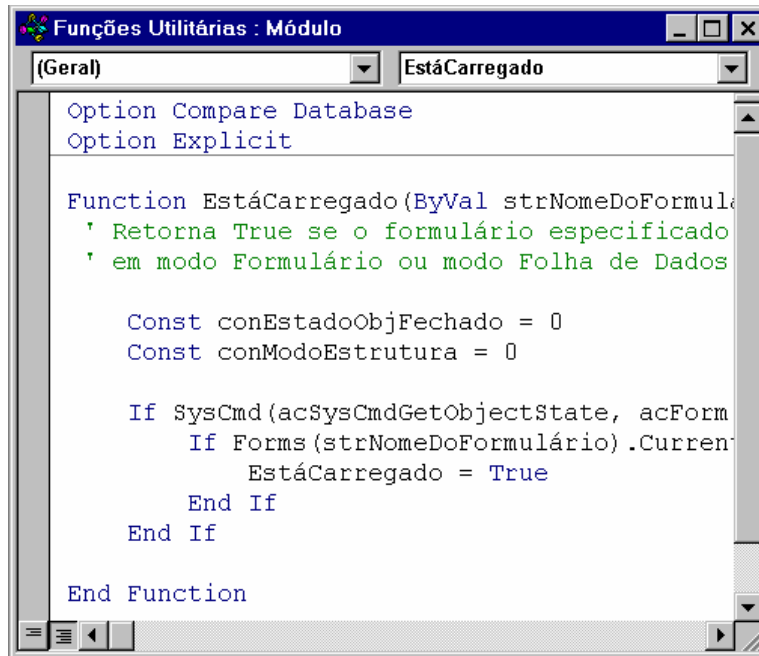 Funções Utilitárias : Módulo
(Geral) EstáCarregado
Option Compare Database
Option Explicit
Function EstáCarregado(ByVal strNomeDoFormula
' Retorna True se o formulário especificado
' em modo Formulário ou modo Folha de Dados
Const conEstadoObjFechado = 0
Const conModoEstrutura = 0
If SysCmd(acSysCmdGetObjectState, acForm
If Forms(strNomeDoFormulário).Curren
EstáCarregado = True
End If
End If
End Function